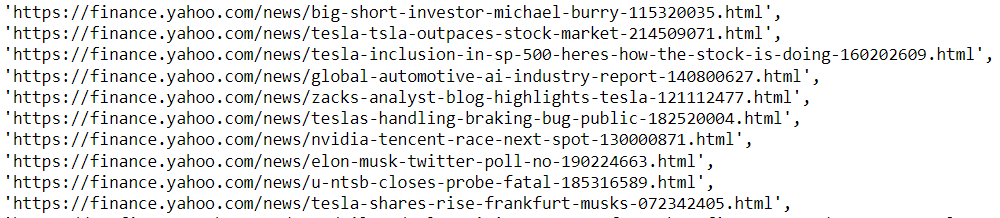 'https://finance.yahoo.com/news/big-short-investor-michael-burry-115320035.html',
'https://finance.yahoo.com/news/tesla-tsla-outpaces-stock-market-214509071.html',
'https://finance.yahoo.com/news/tesla-inclusion-in-sp-500-heres-how-the-stock-is-doing-160202609.html',
'https://finance.yahoo.com/news/global-automotive-ai-industry-report-140800627.html',
'https://finance.yahoo.com/news/zacks-analyst-blog-highlights-tesla-121112477.html',
'https://finance.yahoo.com/news/teslas-handling-braking-bug-public-182520004.html',
'https://finance.yahoo.com/news/nvidia-tencent-race-next-spot-130000871.html',
'https://finance.yahoo.com/news/elon-musk-twitter-poll-no-190224663.html',
'https://finance.yahoo.com/news/u-ntsb-closes-probe-fatal-185316589.html',
'https://finance.yahoo.com/news/tesla-shares-rise-frankfurt-musks-072342405.html',